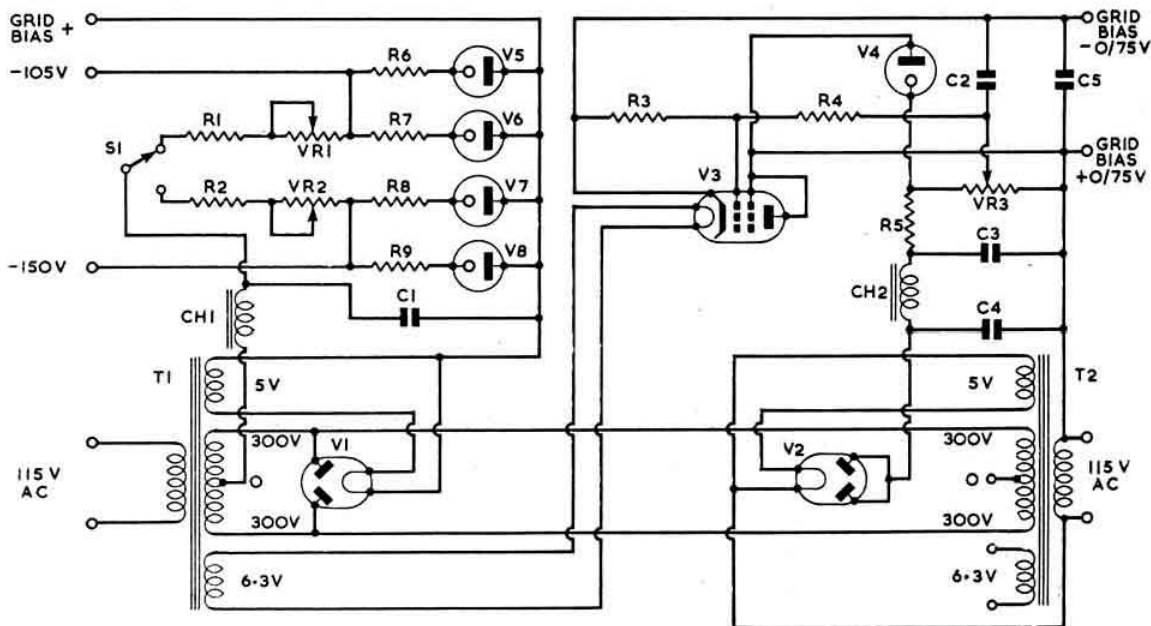 GRID
BIAS +
-105V
-150V
S1
R1
VR1
R2
VR2
R6
R7
R8
R9
V5
V6
V7
V8
CH1
C1
T1
5V
300V
300V
6·3V
115V
AC
O
V1
R3
R4
V3
V4
C2
C5
GRID
BIAS
-0/75V
GRID
BIAS
+0/75V
VR3
R5
C3
CH2
C4
T2
5V
V2
300V
O
300V
6·3V
115V
AC